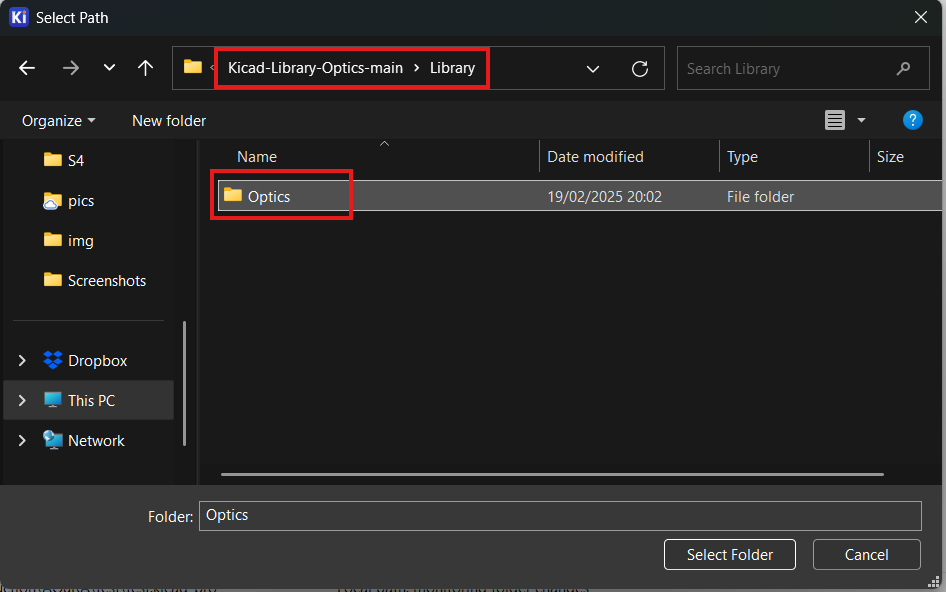 Ki Select Path
Kicad-Library-Optics-main > Library
Search Library
Organize New folder
?
Name Date modified Type Size
S4
pics
img
Screenshots
Optics 19/02/2025 20:02 File folder
Dropbox
This PC
Network
Folder: Optics
Select Folder Cancel